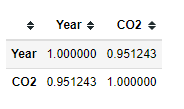 Year CO2
Year 1.000000 0.951243
CO2 0.951243 1.000000